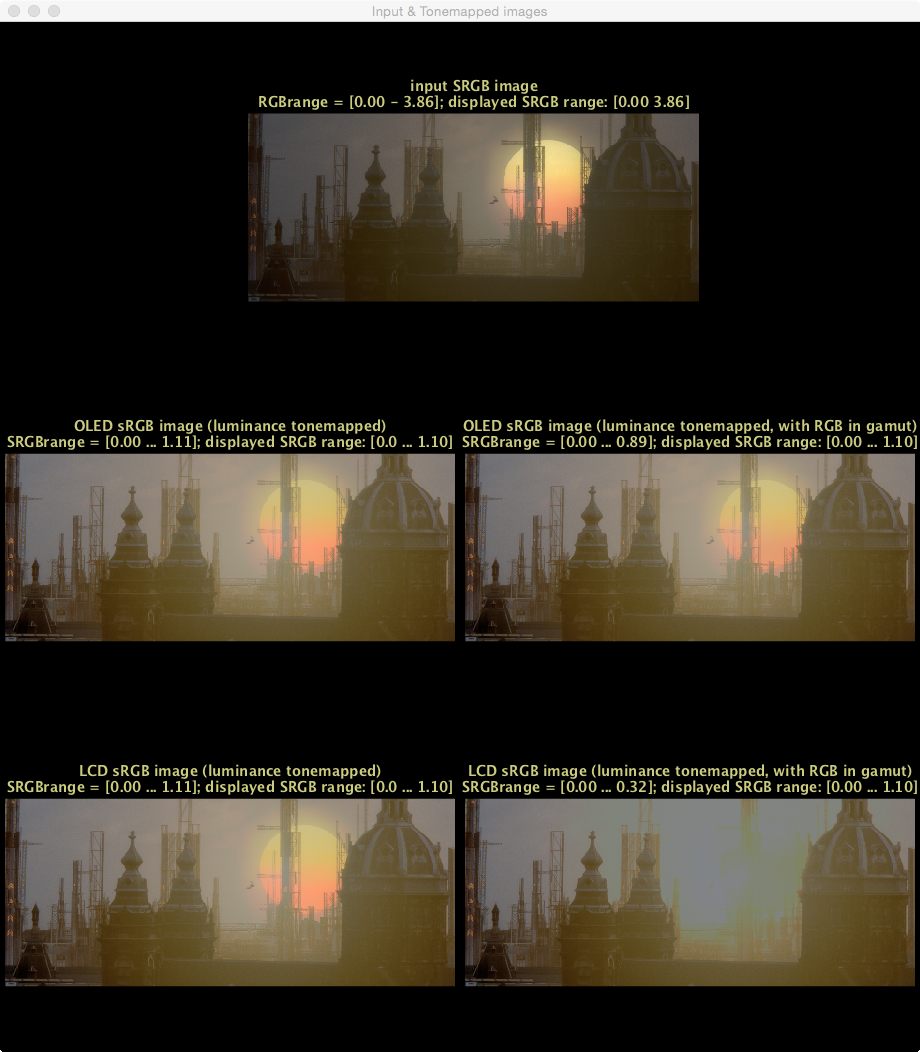 Input & Tonemapped images
input SRGB image
RGBrange = [0.00 - 3.86]; displayed SRGB range: [0.00 3.86]
OLED sRGB image (luminance tonemapped)
SRGBrange = [0.00 ... 1.11]; displayed SRGB range: [0.0 ... 1.10]
OLED sRGB image (luminance tonemapped, with RGB in gamut)
SRGBrange = [0.00 ... 0.89]; displayed SRGB range: [0.00 ... 1.10]
LCD sRGB image (luminance tonemapped)
SRGBrange = [0.00 ... 1.11]; displayed SRGB range: [0.0 ... 1.10]
LCD sRGB image (luminance tonemapped, with RGB in gamut)
SRGBrange = [0.00 ... 0.32]; displayed SRGB range: [0.00 ... 1.10]